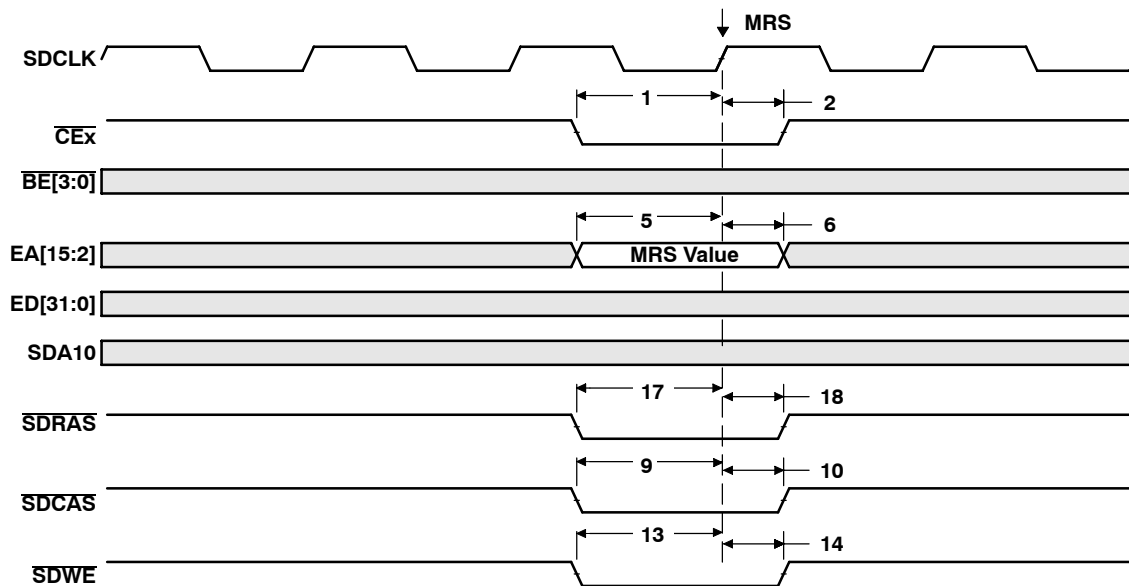 MRS
SDCLK
1 2
CEx
BE[3:0]
5 6
EA[15:2] MRS Value
ED[31:0]
SDA10
17 18
SDRAS
9 10
SDCAS
13 14
SDWE